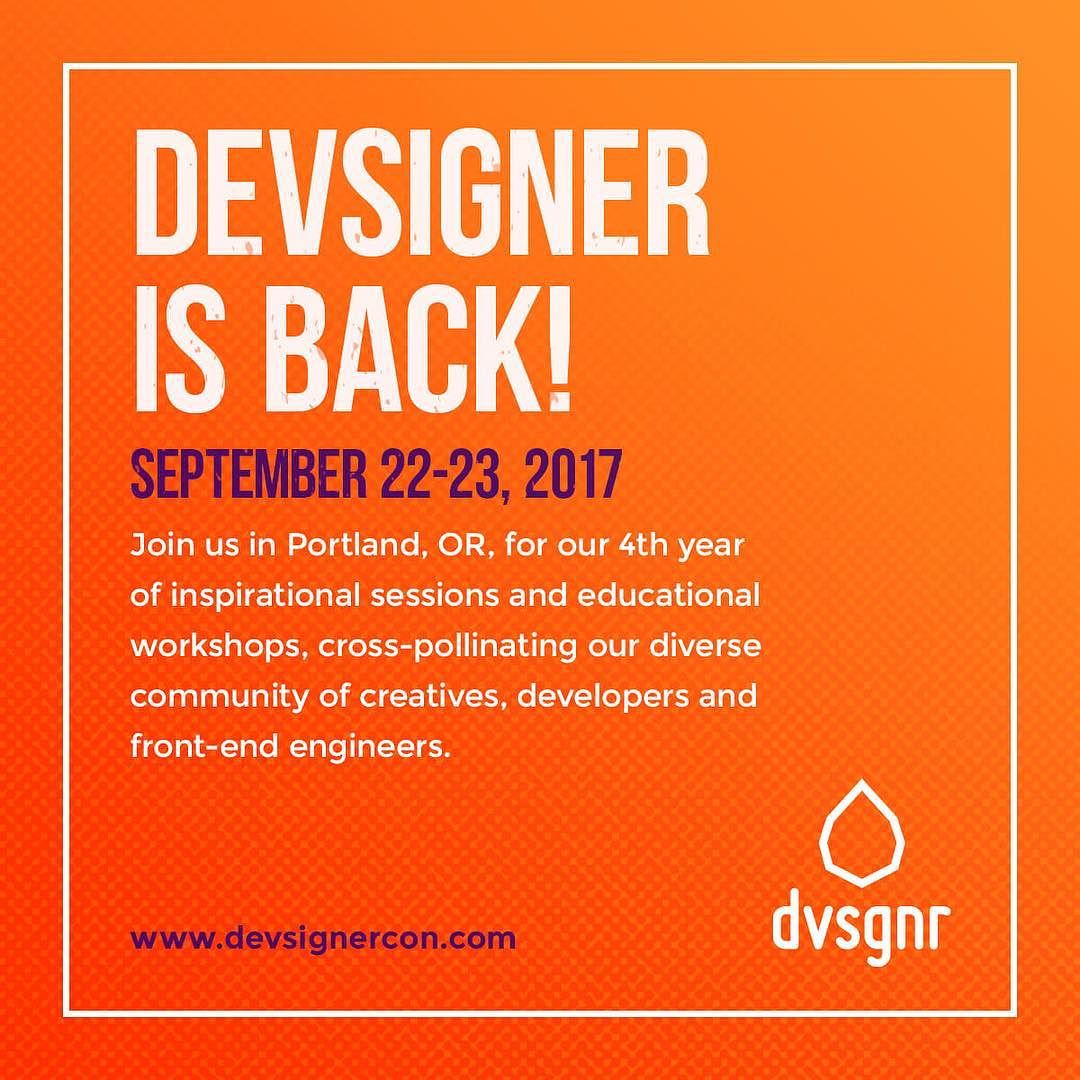 DEVSIGNER
IS BACK!
SEPTEMBER 22-23, 2017
Join us in Portland, OR, for our 4th year
of inspirational sessions and educational
workshops, cross-pollinating our diverse
community of creatives, developers and
front-end engineers.
www.devsignercon.com
dvsgnr